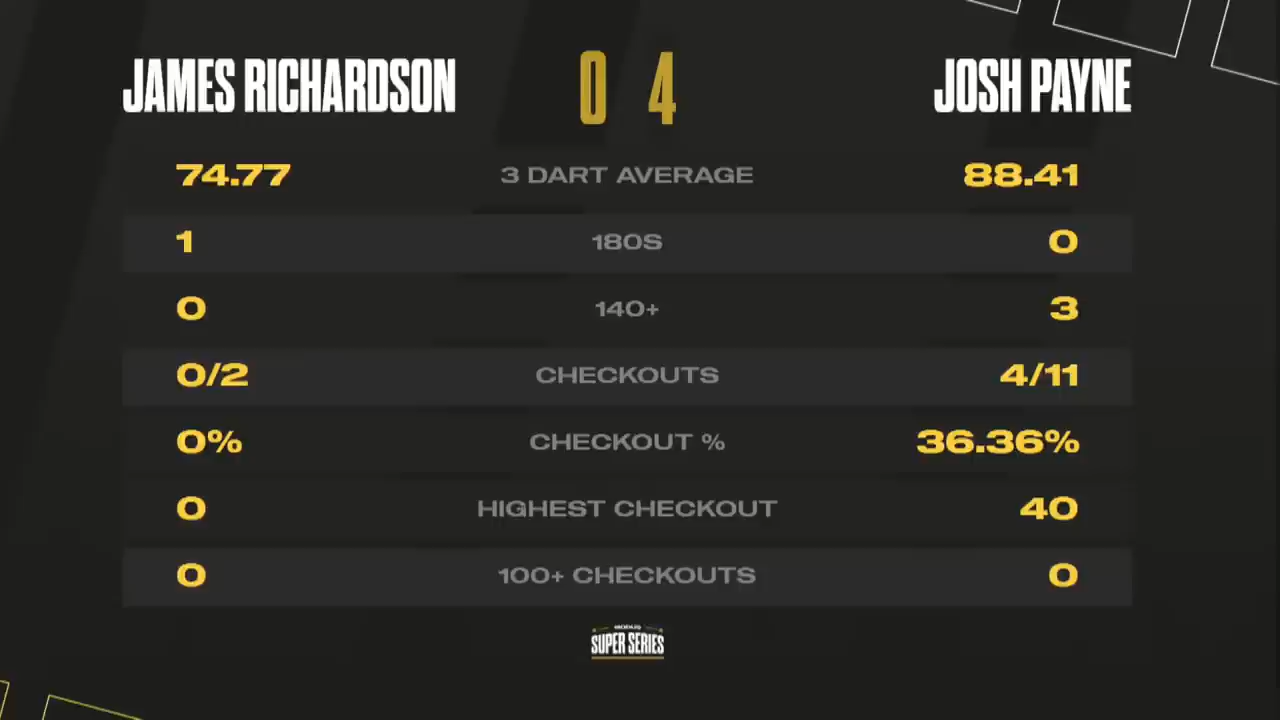 JAMES RICHARDSON 0 4 JOSH PAYNE
74.77 3 DART AVERAGE 88.41
1 180S 0
0 140+ 3
0/2 CHECKOUTS 4/11
0% CHECKOUT % 36.36%
0 HIGHEST CHECKOUT 40
0 100+ CHECKOUTS 0
MODUS
SUPER SERIES